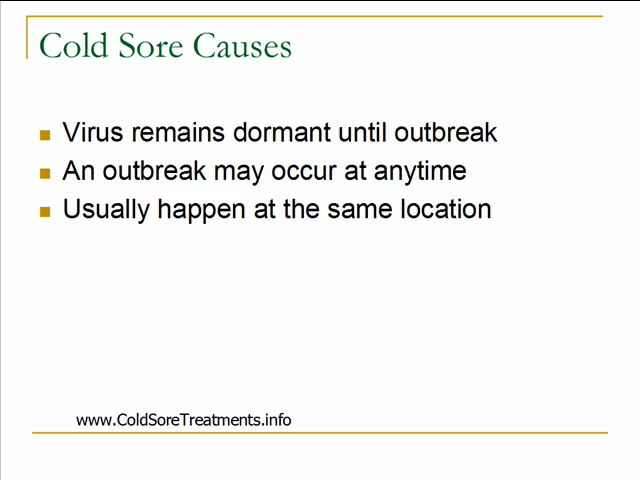 Cold Sore Causes
Virus remains dormant until outbreak
An outbreak may occur at anytime
Usually happen at the same location
www.ColdSoreTreatments.info